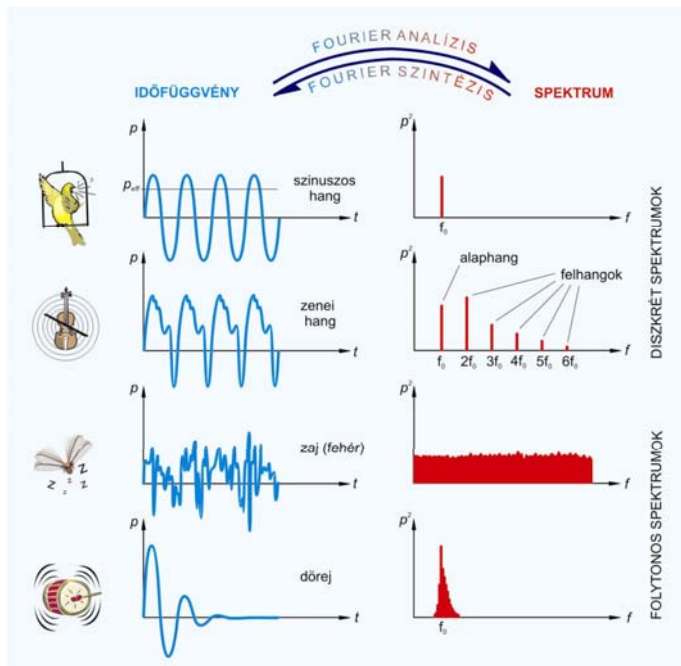 FOURIER ANALÍZIS
FOURIER SZINTÉZIS
IDŐFÜGGVÉNY
SPEKTRUM
p
p_eff
szinuszos
hang
t
p²
f₀
f
p
zenei
hang
t
p²
alaphang
felhangok
f₀ 2f₀ 3f₀ 4f₀ 5f₀ 6f₀
f
DISZKRÉT SPEKTRUMOK
z z z z
p
zaj (fehér)
t
p²
f
p
dörej
t
p²
f₀
f
FOLYTONOS SPEKTRUMOK